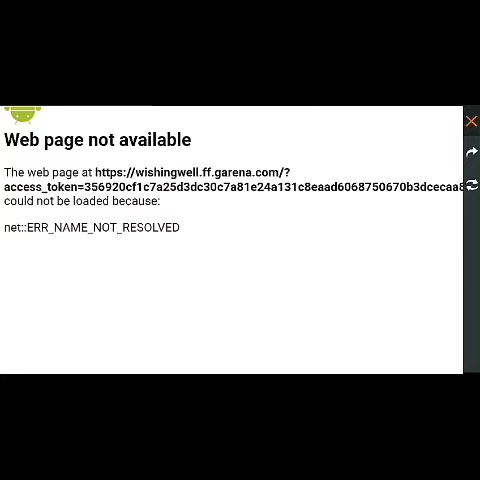 Web page not available
The web page at https://wishingwell.ff.garena.com/?
access_token=356920cf1c7a25d3dc30c7a81e24a131c8eaad6068750670b3dcecaa8
could not be loaded because:
net::ERR_NAME_NOT_RESOLVED